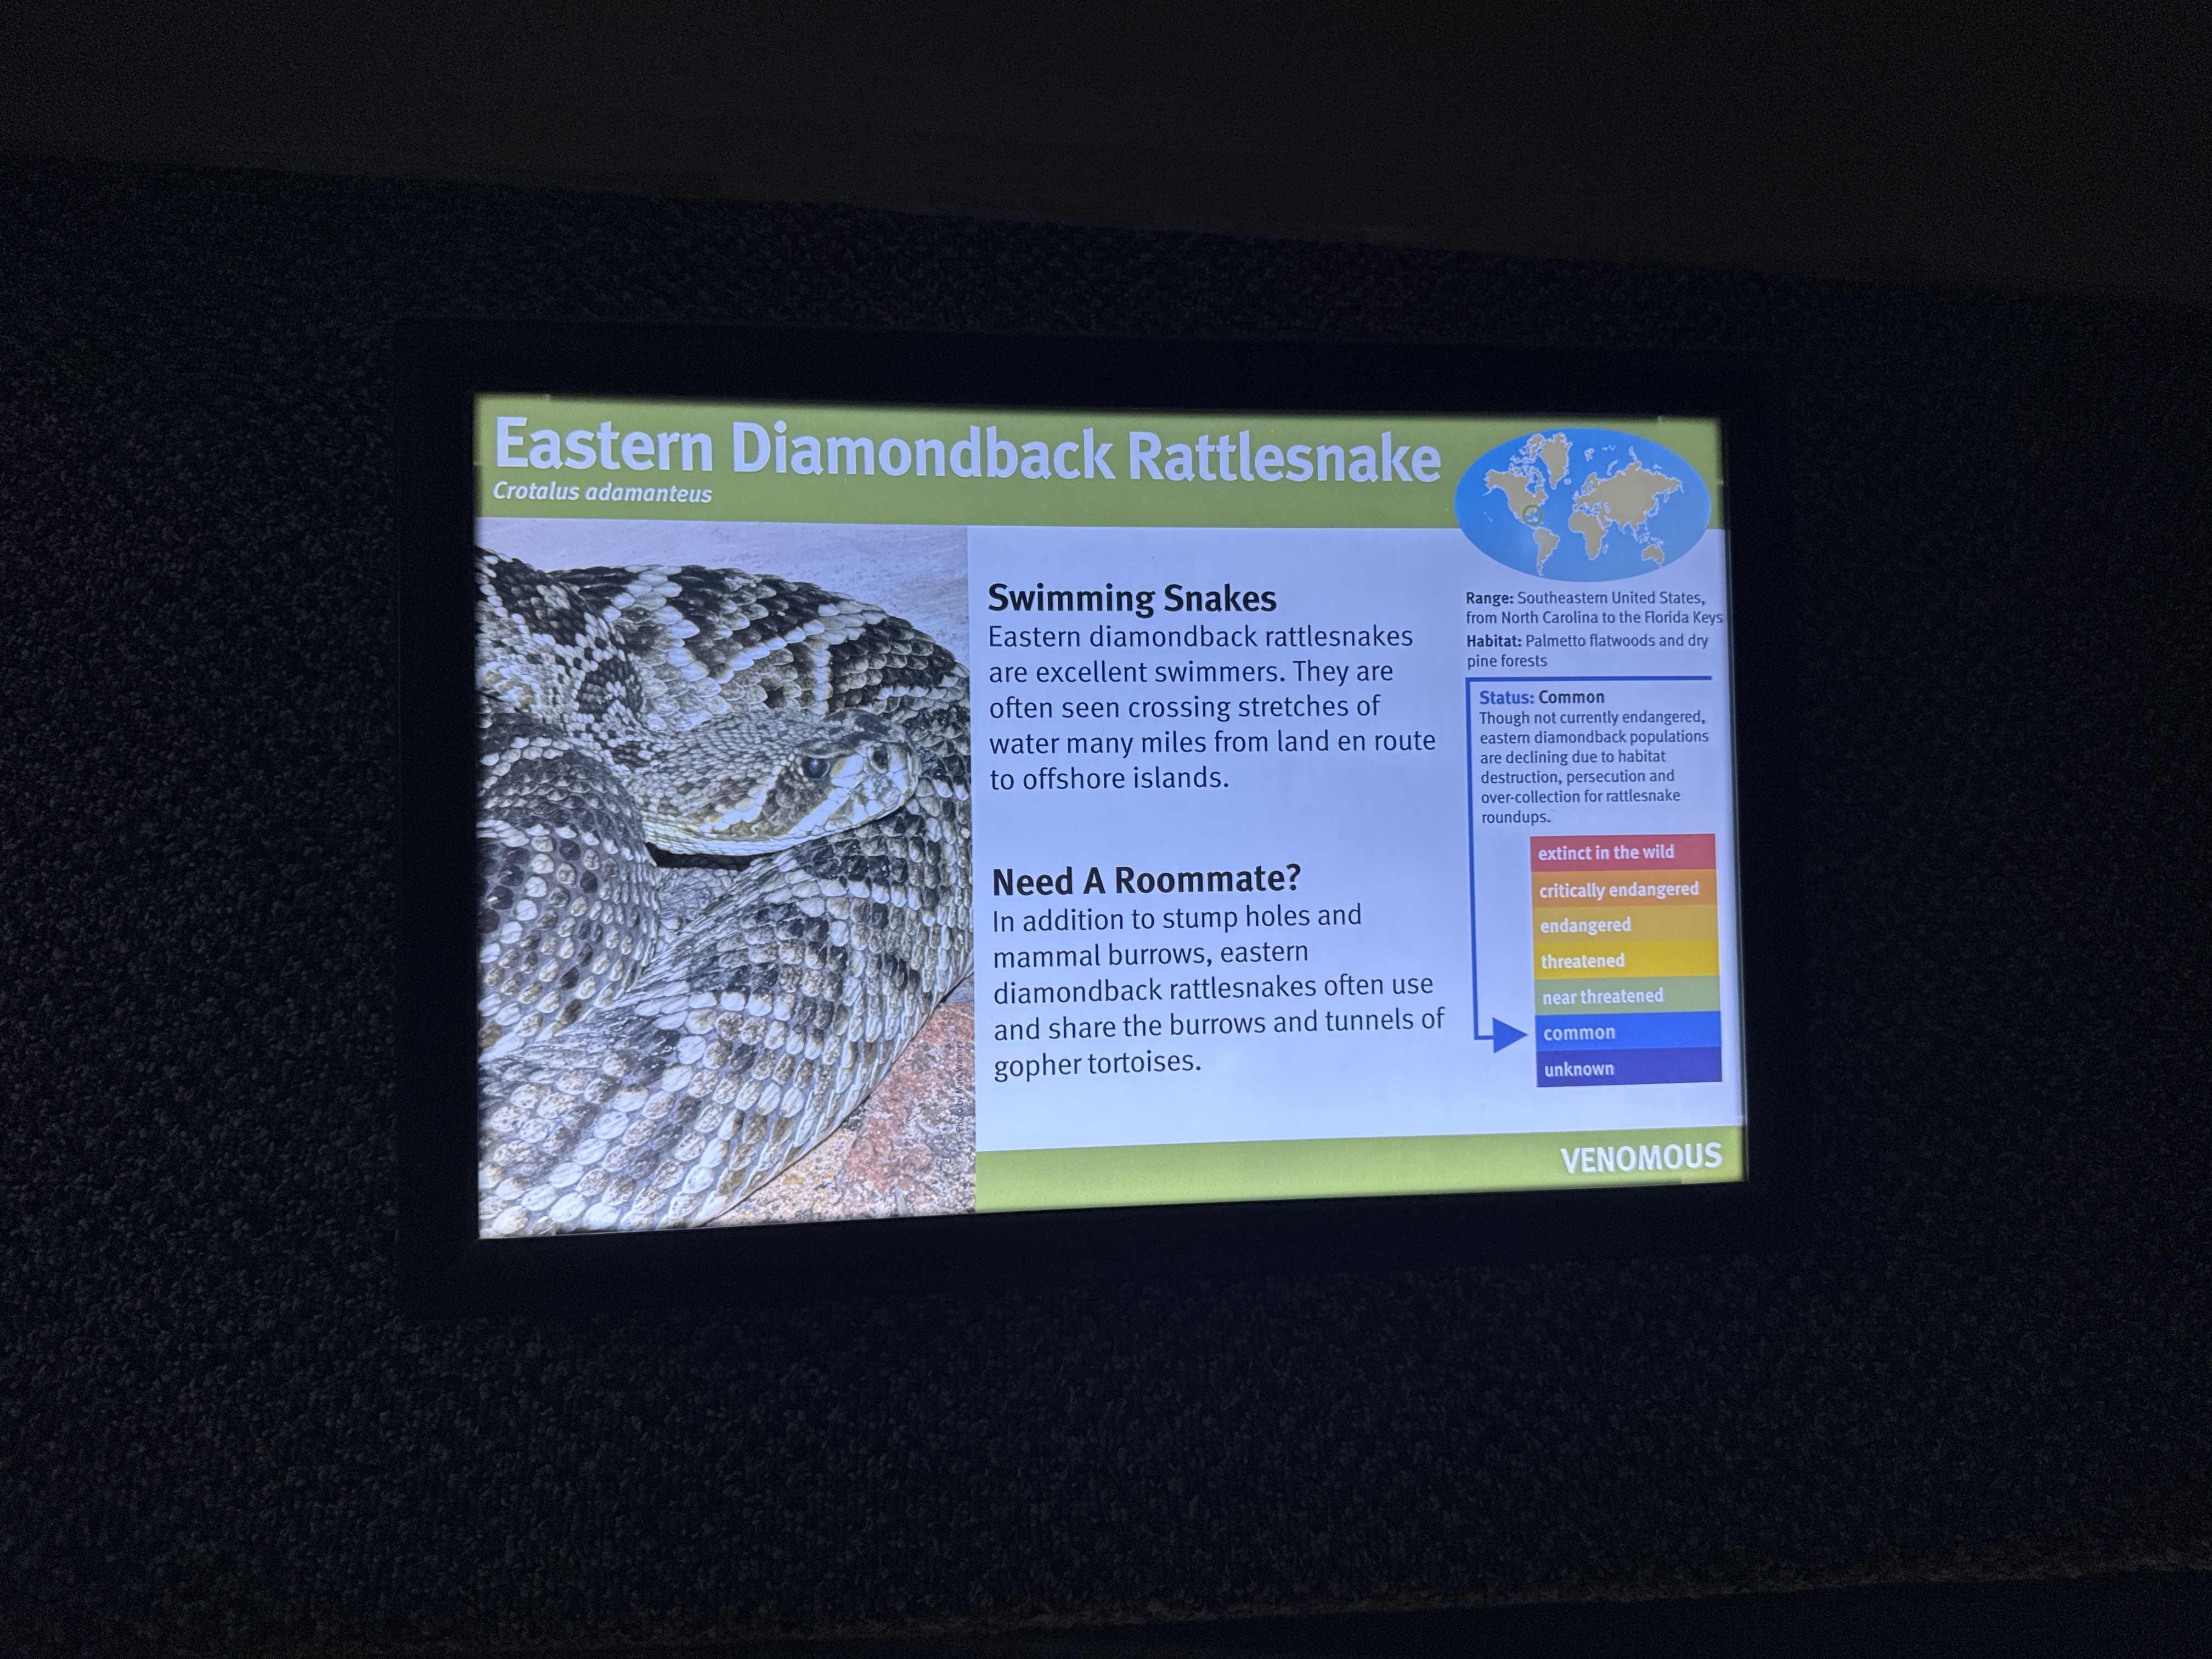 Eastern Diamondback Rattlesnake
Crotalus adamanteus
Swimming Snakes
Eastern diamondback rattlesnakes
are excellent swimmers. They are
often seen crossing stretches of
water many miles from land en route
to offshore islands.
Need A Roommate?
In addition to stump holes and
mammal burrows, eastern
diamondback rattlesnakes often use
and share the burrows and tunnels of
gopher tortoises.
Range: Southeastern United States,
from North Carolina to the Florida Keys
Habitat: Palmetto flatwoods and dry
pine forests
Status: Common
Though not currently endangered,
eastern diamondback populations
are declining due to habitat
destruction, persecution and
over-collection for rattlesnake
roundups.
extinct in the wild
critically endangered
endangered
threatened
near threatened
common
unknown
VENOMOUS